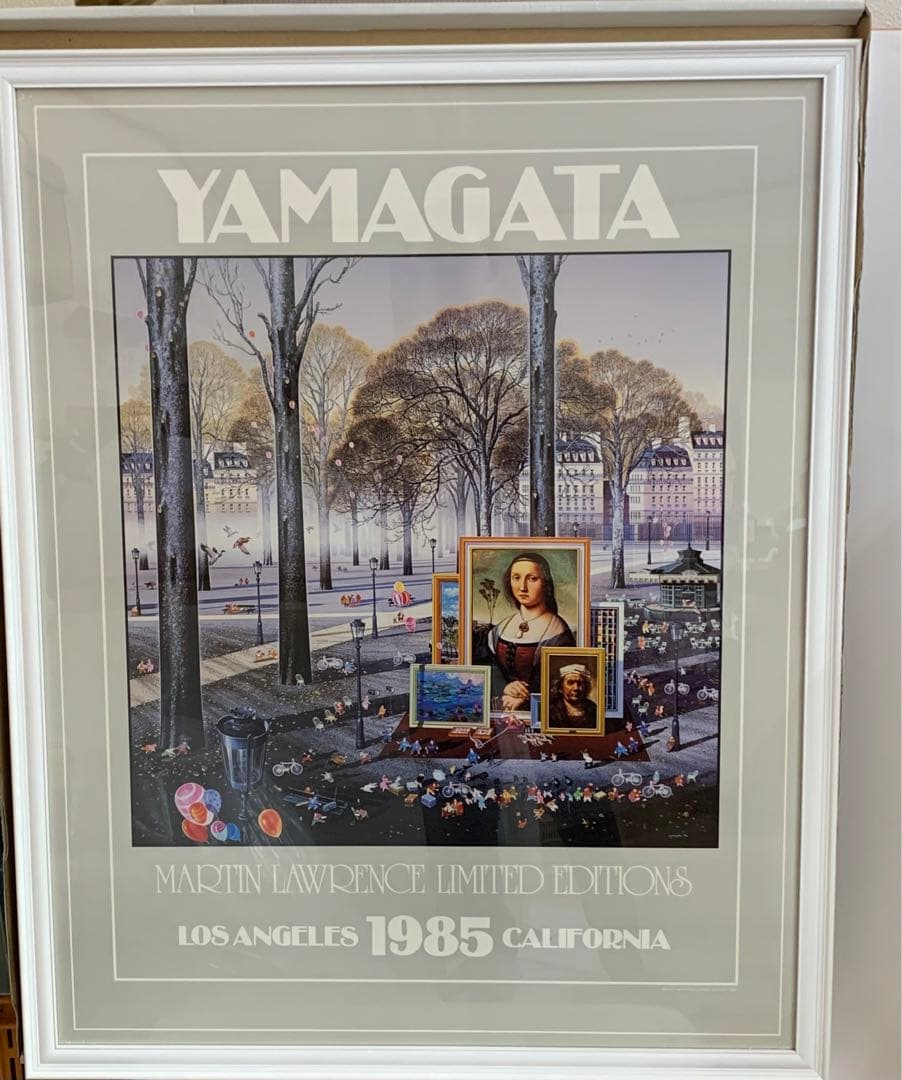 YAMAGATA
MARTIN LAWRENCE LIMITED EDITIONS
LOS ANGELES 1985 CALIFORNIA